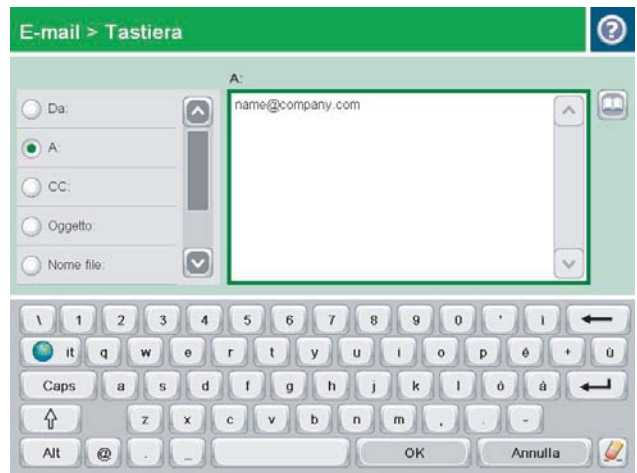 E-mail > Tastiera
?
A:
Da:
name@company.com
A:
CC:
Oggetto:
Nome file:
\ 1 2 3 4 5 6 7 8 9 0 ' ì
it q w e r t y u i o p è + ù
Caps a s d f g h j k l ò à
z x c v b n m , . -
Alt @ . _ OK Annulla